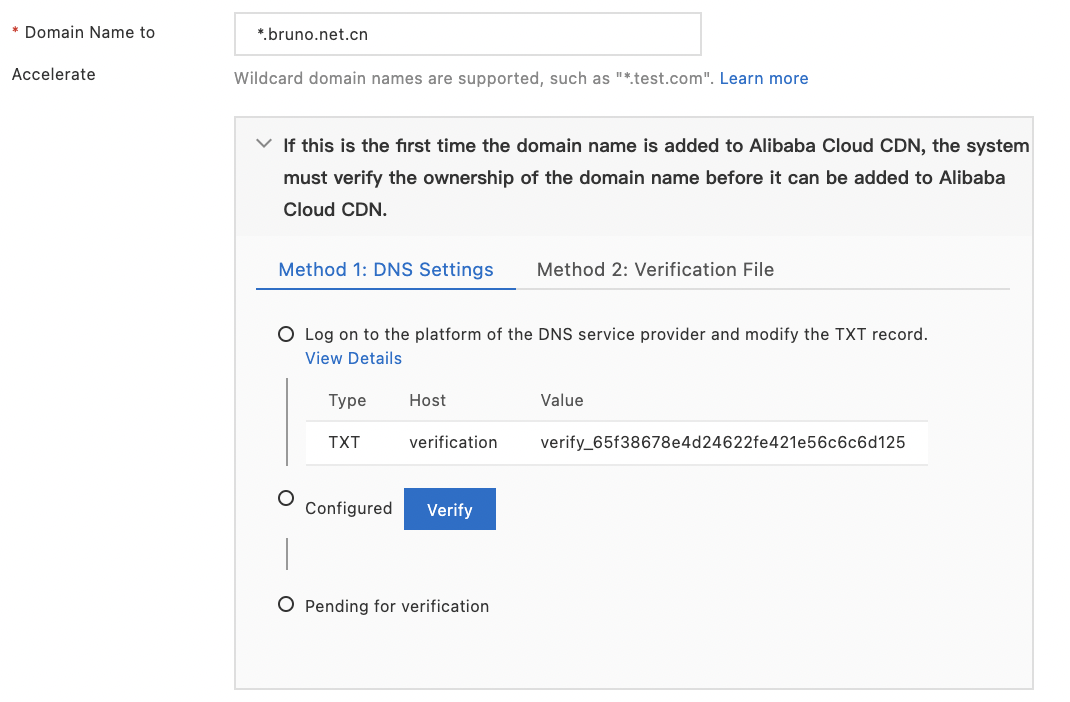 * Domain Name to
Accelerate
*.bruno.net.cn
Wildcard domain names are supported, such as "*.test.com". Learn more
If this is the first time the domain name is added to Alibaba Cloud CDN, the system
must verify the ownership of the domain name before it can be added to Alibaba
Cloud CDN.
Method 1: DNS Settings Method 2: Verification File
Log on to the platform of the DNS service provider and modify the TXT record.
View Details
Type Host Value
TXT verification verify_65f38678e4d24622fe421e56c6c6d125
Configured Verify
Pending for verification